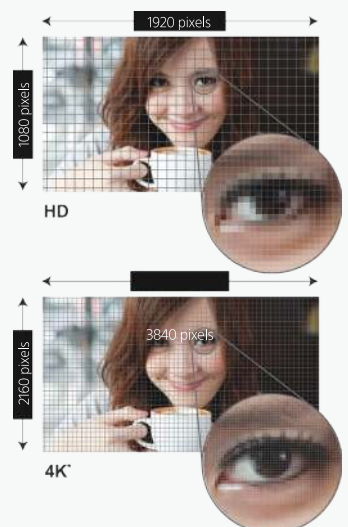 1920 pixels
1080 pixels
HD
3840 pixels
2160 pixels
4K*